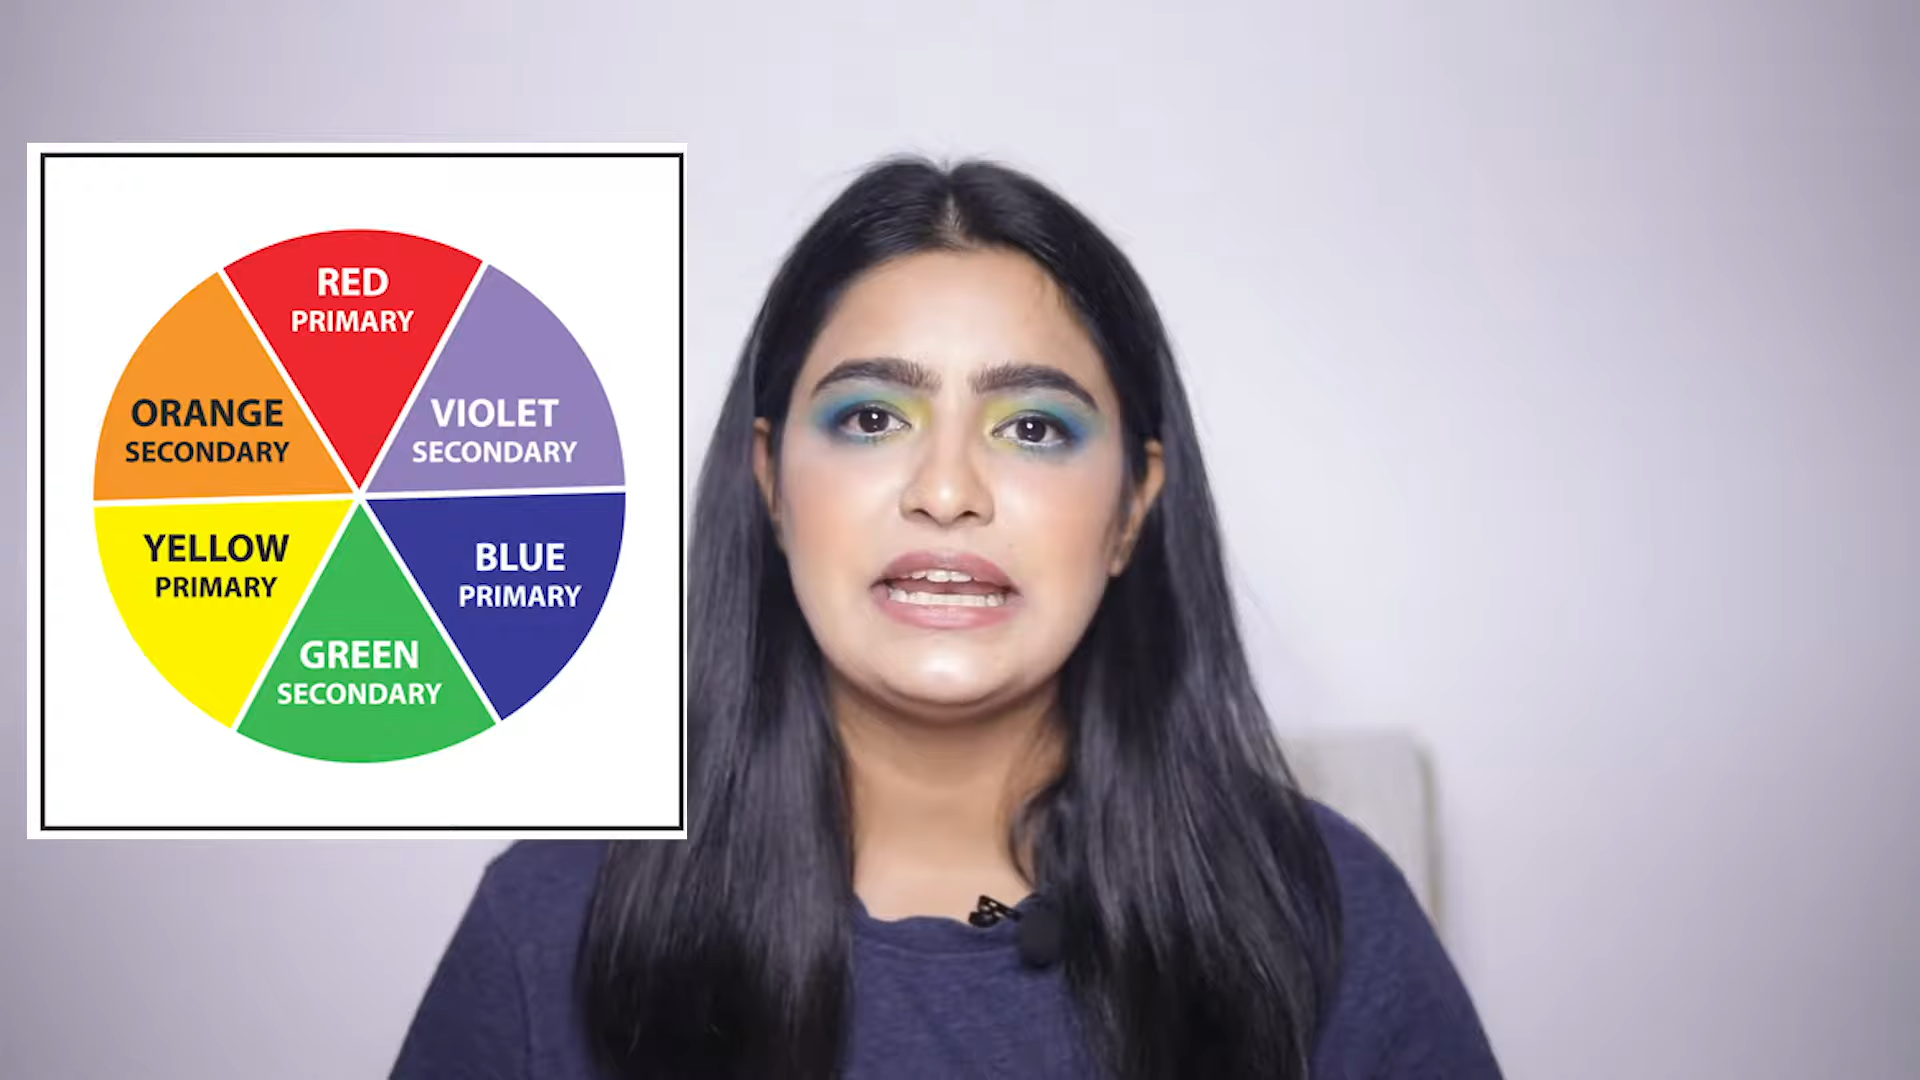 RED
PRIMARY
ORANGE
SECONDARY
VIOLET
SECONDARY
YELLOW
PRIMARY
BLUE
PRIMARY
GREEN
SECONDARY